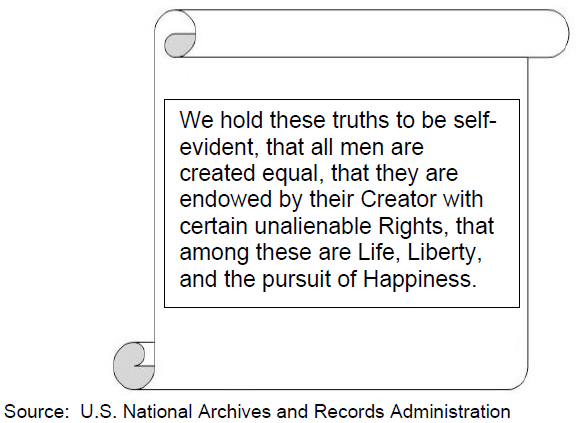 We hold these truths to be self-
evident, that all men are
created equal, that they are
endowed by their Creator with
certain unalienable Rights, that
among these are Life, Liberty,
and the pursuit of Happiness.
Source:  U.S. National Archives and Records Administration